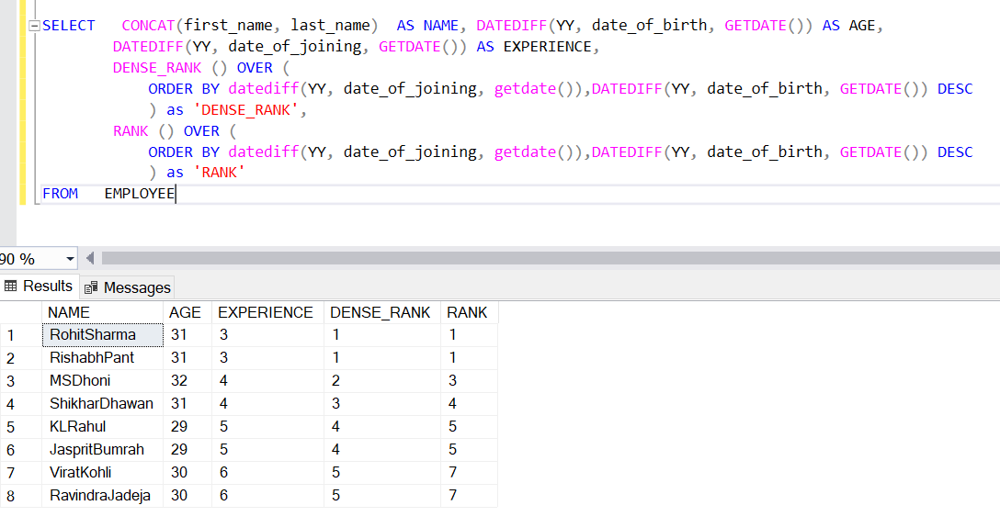 SELECT CONCAT(first_name, last_name) AS NAME, DATEDIFF(YY, date_of_birth, GETDATE()) AS AGE,
DATEDIFF(YY, date_of_joining, GETDATE()) AS EXPERIENCE,
DENSE_RANK () OVER (
ORDER BY datediff(YY, date_of_joining, getdate()),DATEDIFF(YY, date_of_birth, GETDATE()) DESC
) as 'DENSE_RANK',
RANK () OVER (
ORDER BY datediff(YY, date_of_joining, getdate()),DATEDIFF(YY, date_of_birth, GETDATE()) DESC
) as 'RANK'
FROM EMPLOYEE
90 %
Results Messages
NAME AGE EXPERIENCE DENSE_RANK RANK
1 RohitSharma 31 3 1 1
2 RishabhPant 31 3 1 1
3 MSDhoni 32 4 2 3
4 ShikharDhawan 31 4 3 4
5 KLRahul 29 5 4 5
6 JaspritBumrah 29 5 4 5
7 ViratKohli 30 6 5 7
8 RavindraJadeja 30 6 5 7